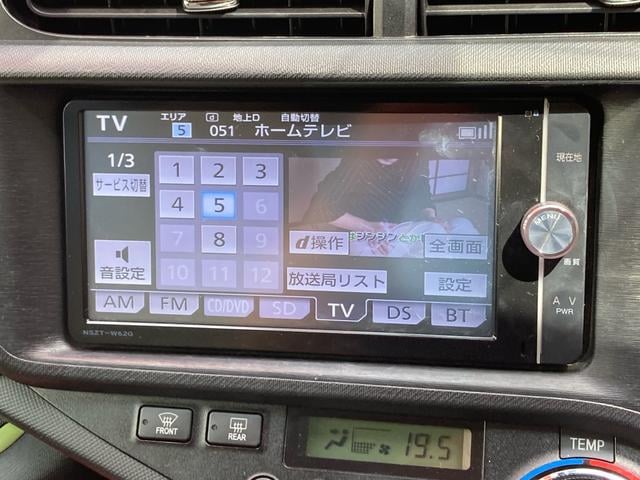 TV エリア 5 d 地上D 051 自動切替 ホームテレビ
1/3
サービス切替
1 2 3
4 5 6
7 8 9
10 11 12
音設定
d操作
全画面
放送局リスト
設定
AM FM CD/DVD SD TV DS BT
NSZT-W62G
現在地
MENU
画質
A V
PWR
FRONT
REAR
19.5
TEMP